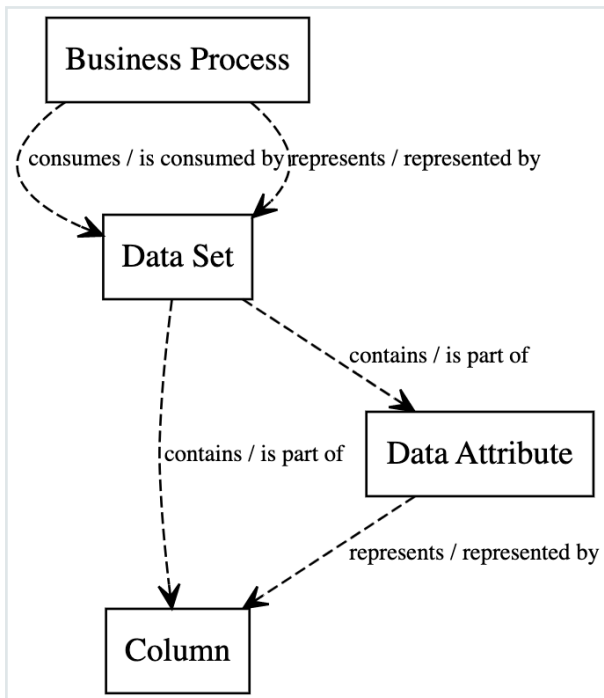 Business Process
consumes / is consumed by
represents / represented by
Data Set
contains / is part of
Data Attribute
contains / is part of
represents / represented by
Column